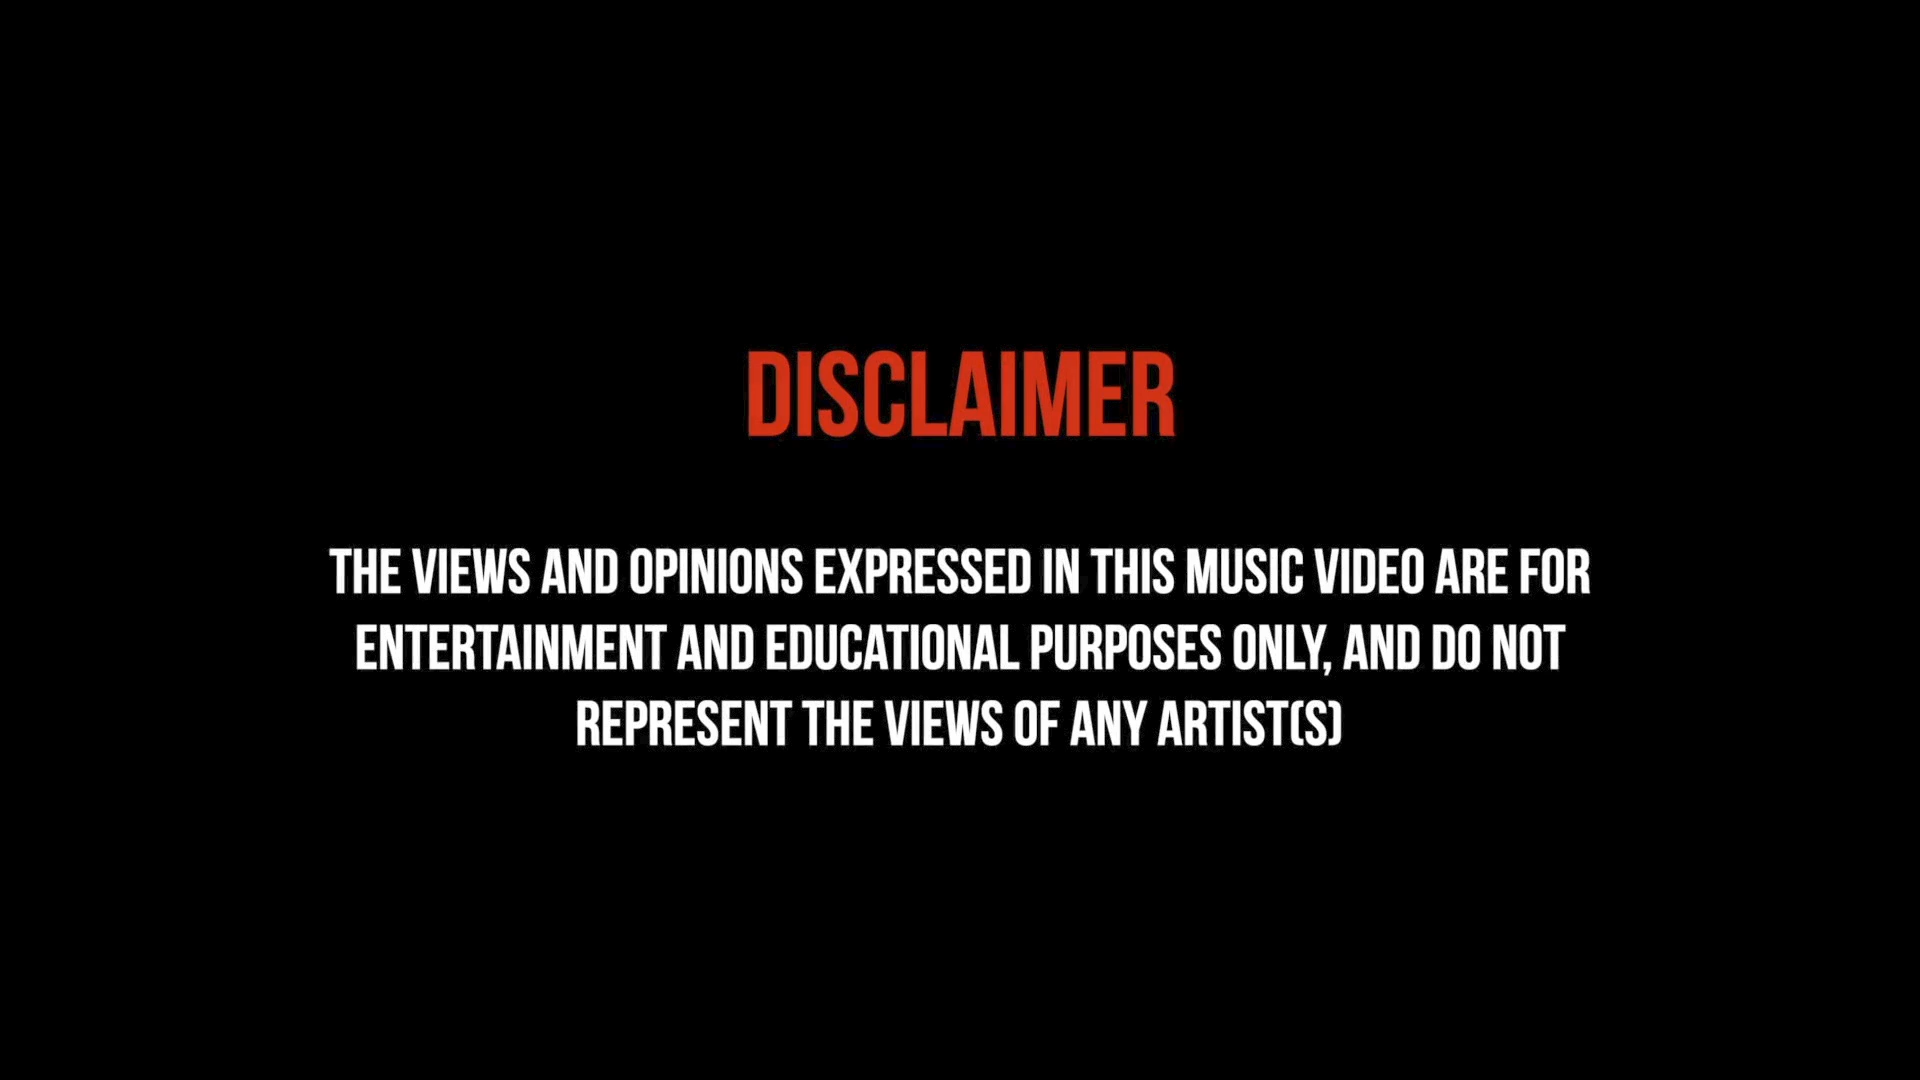 DISCLAIMER
THE VIEWS AND OPINIONS EXPRESSED IN THIS MUSIC VIDEO ARE FOR
ENTERTAINMENT AND EDUCATIONAL PURPOSES ONLY, AND DO NOT
REPRESENT THE VIEWS OF ANY ARTIST(S)